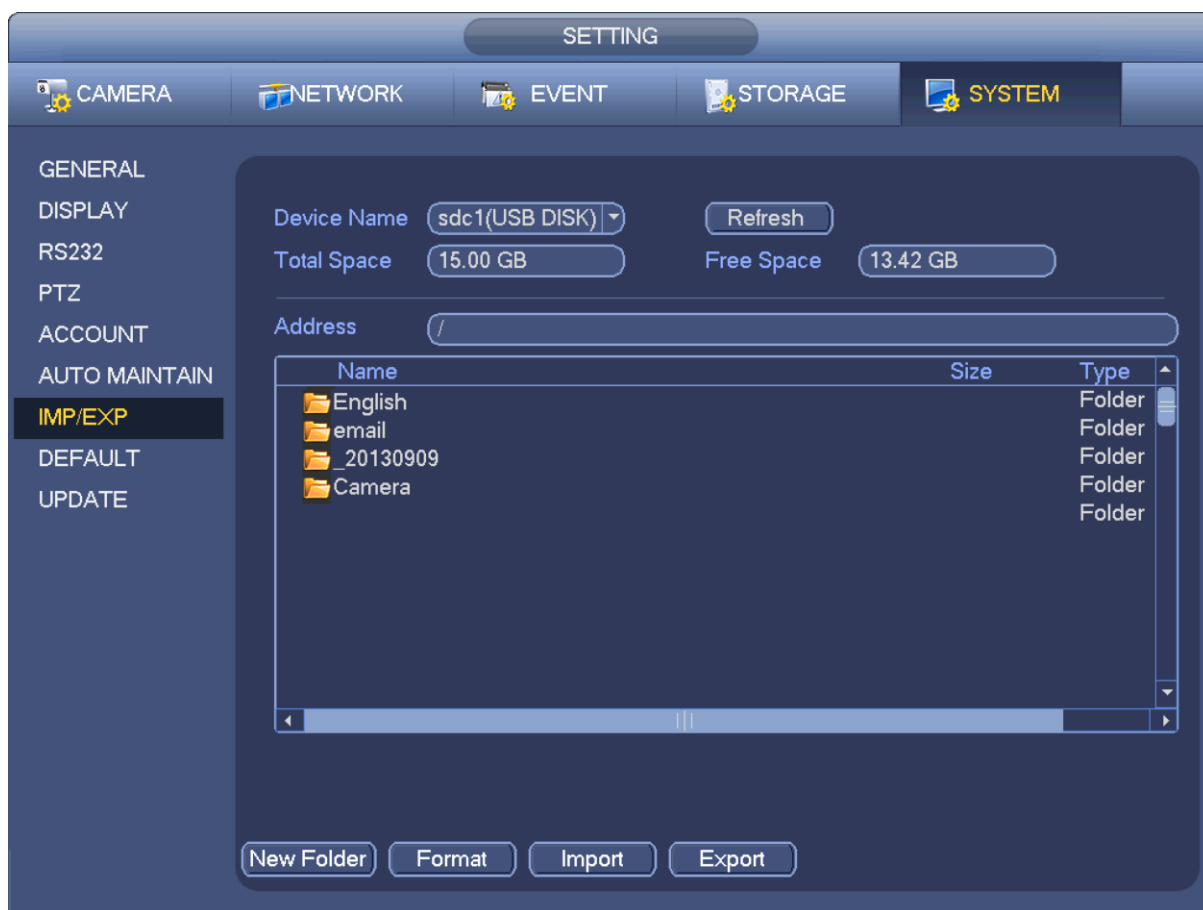 SETTING
CAMERA NETWORK EVENT STORAGE SYSTEM
GENERAL
DISPLAY
RS232
PTZ
ACCOUNT
AUTO MAINTAIN
IMP/EXP
DEFAULT
UPDATE
Device Name sdc1(USB DISK) Refresh
Total Space 15.00 GB Free Space 13.42 GB
Address /
Name Size Type
English Folder
email Folder
_20130909 Folder
Camera Folder
Folder
New Folder Format Import Export